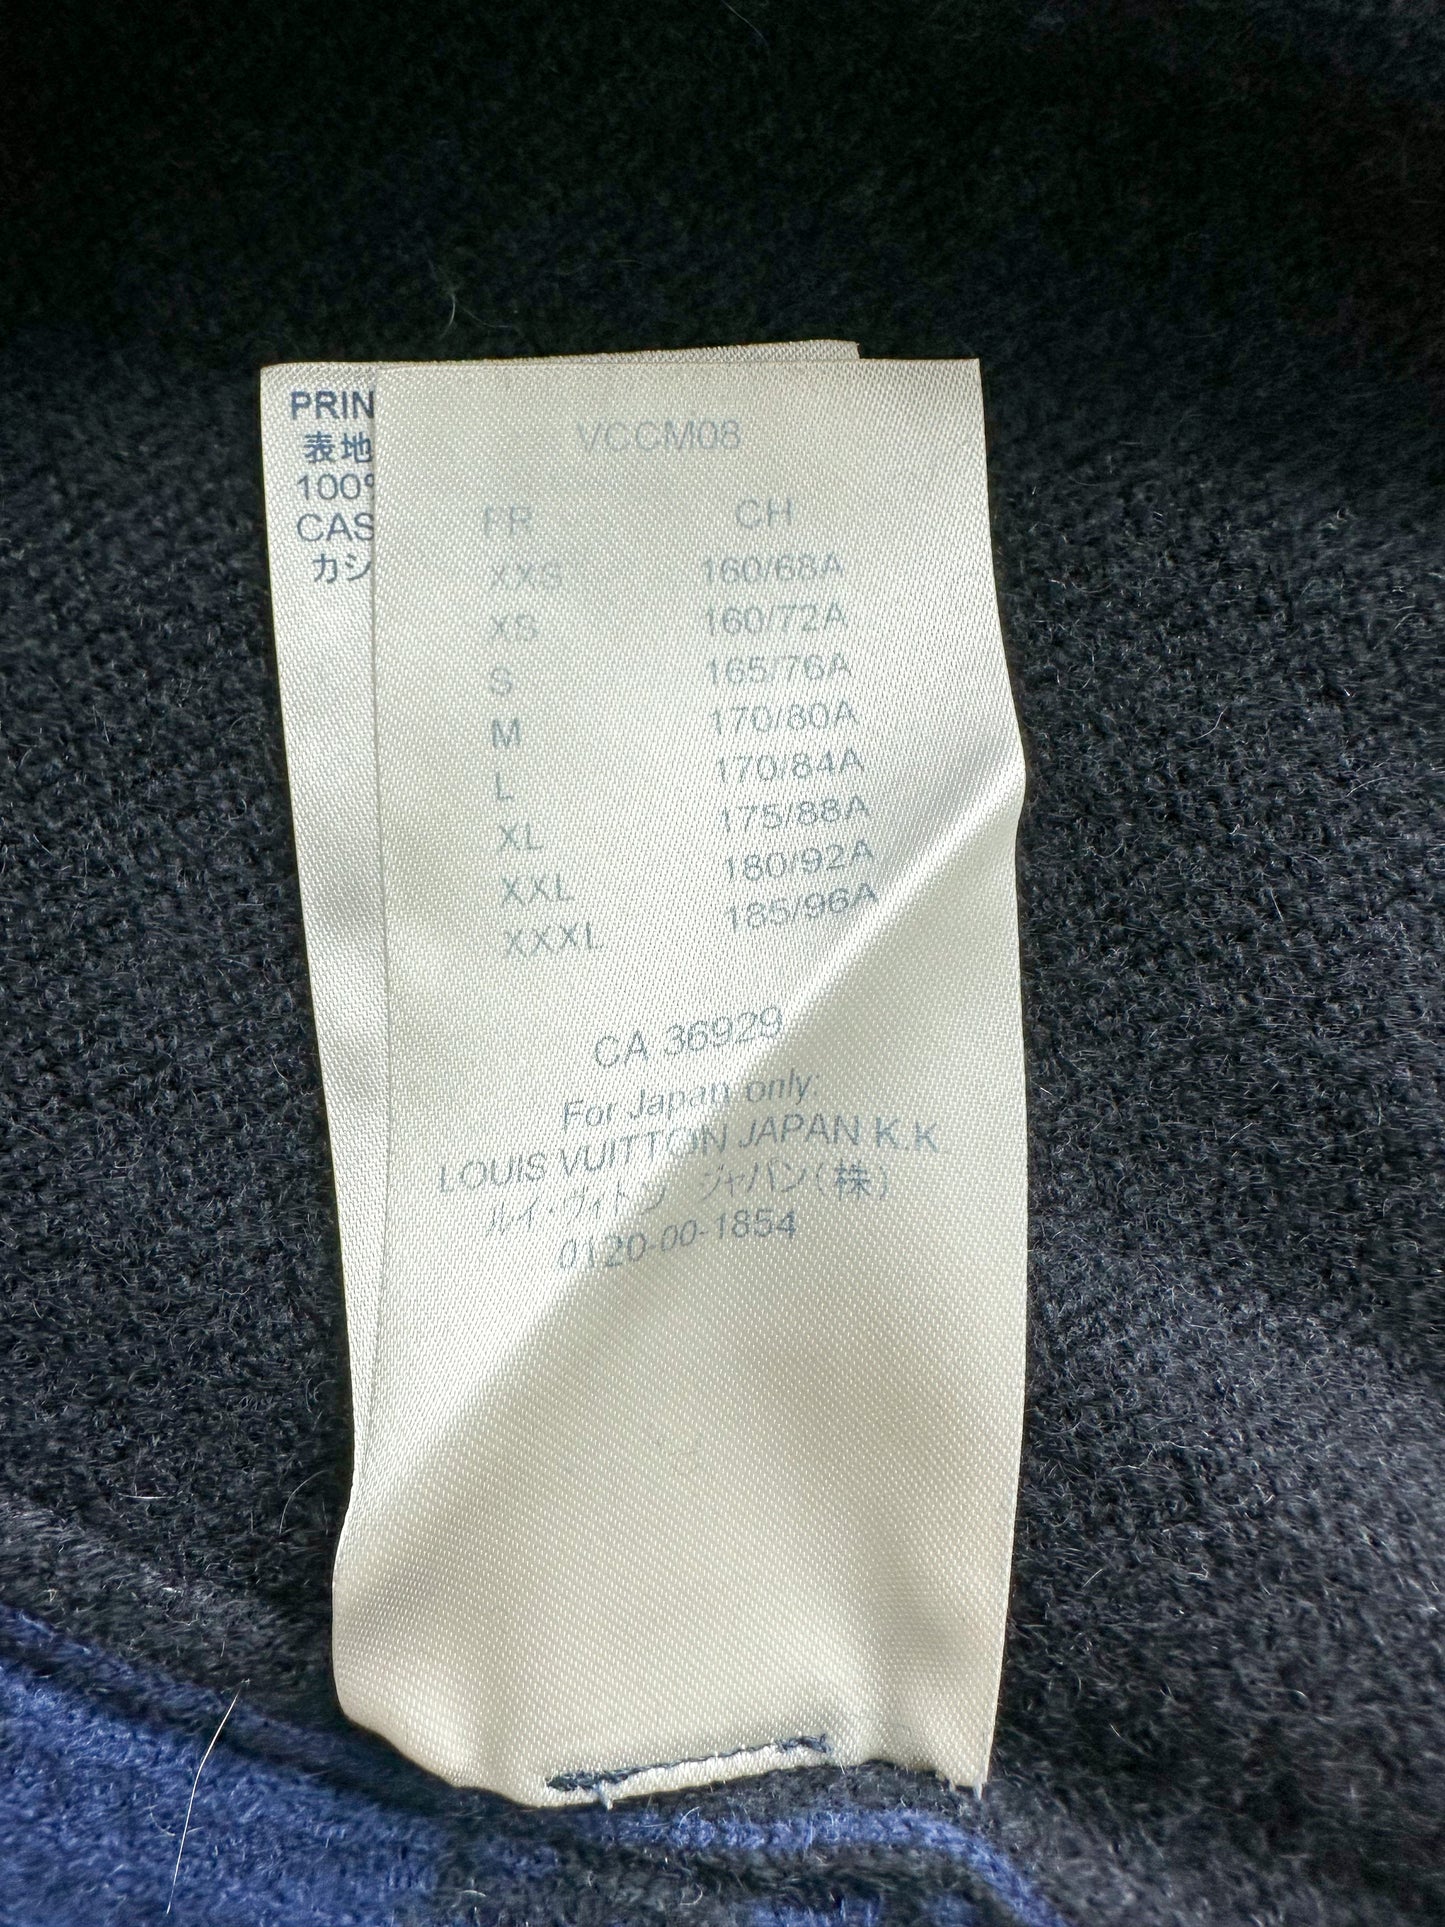 PRIN
表地
100%
CAS
カシ
VCCM08
FR CH
XXS 160/68A
XS 160/72A
S 165/76A
M 170/80A
L 170/84A
XL 175/88A
XXL 180/92A
XXXL 185/96A
CA 36929
For Japan only:
LOUIS VUITTON JAPAN K.K
ルイ・ヴィトン ジャパン(株)
0120-00-1854